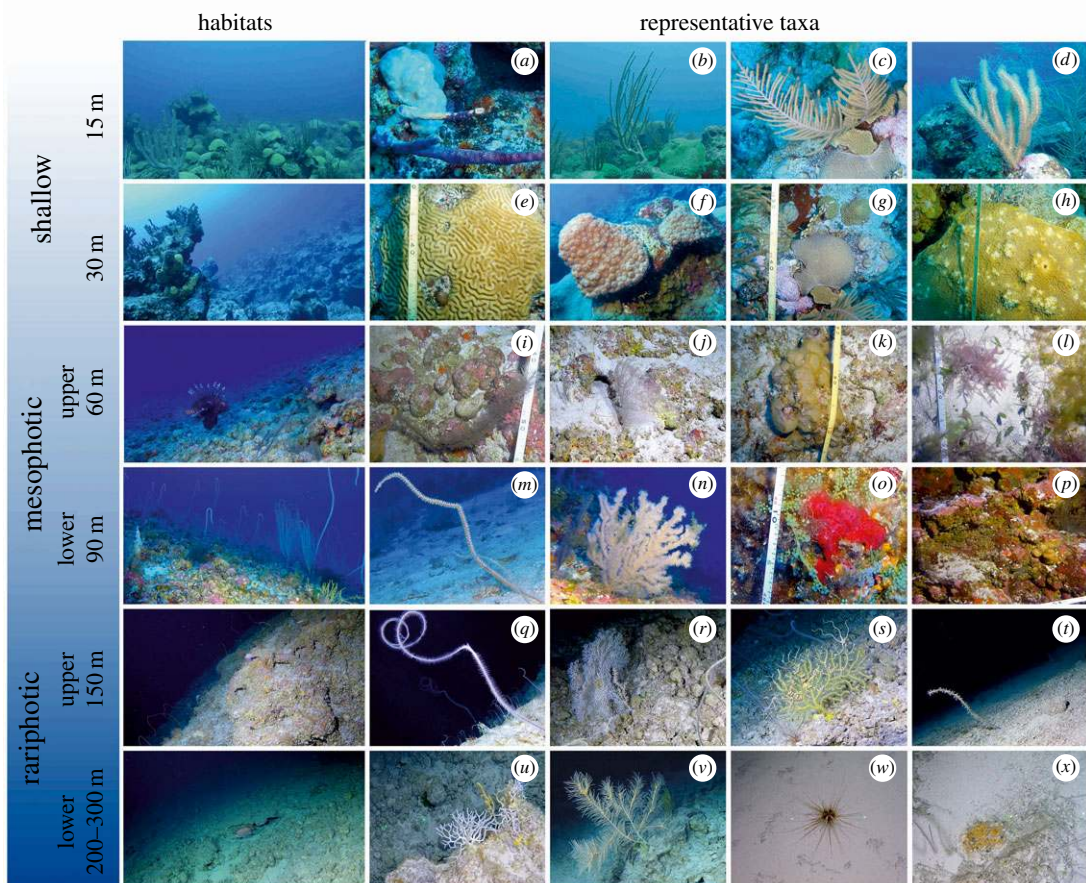 habitats
representative taxa
shallow
15 m
(a)
(b)
(c)
(d)
30 m
(e)
(f)
(g)
(h)
mesophotic
upper
60 m
(i)
(j)
(k)
(l)
lower
90 m
(m)
(n)
(o)
(p)
rariphotic
upper
150 m
(q)
(r)
(s)
(t)
lower
200–300 m
(u)
(v)
(w)
(x)